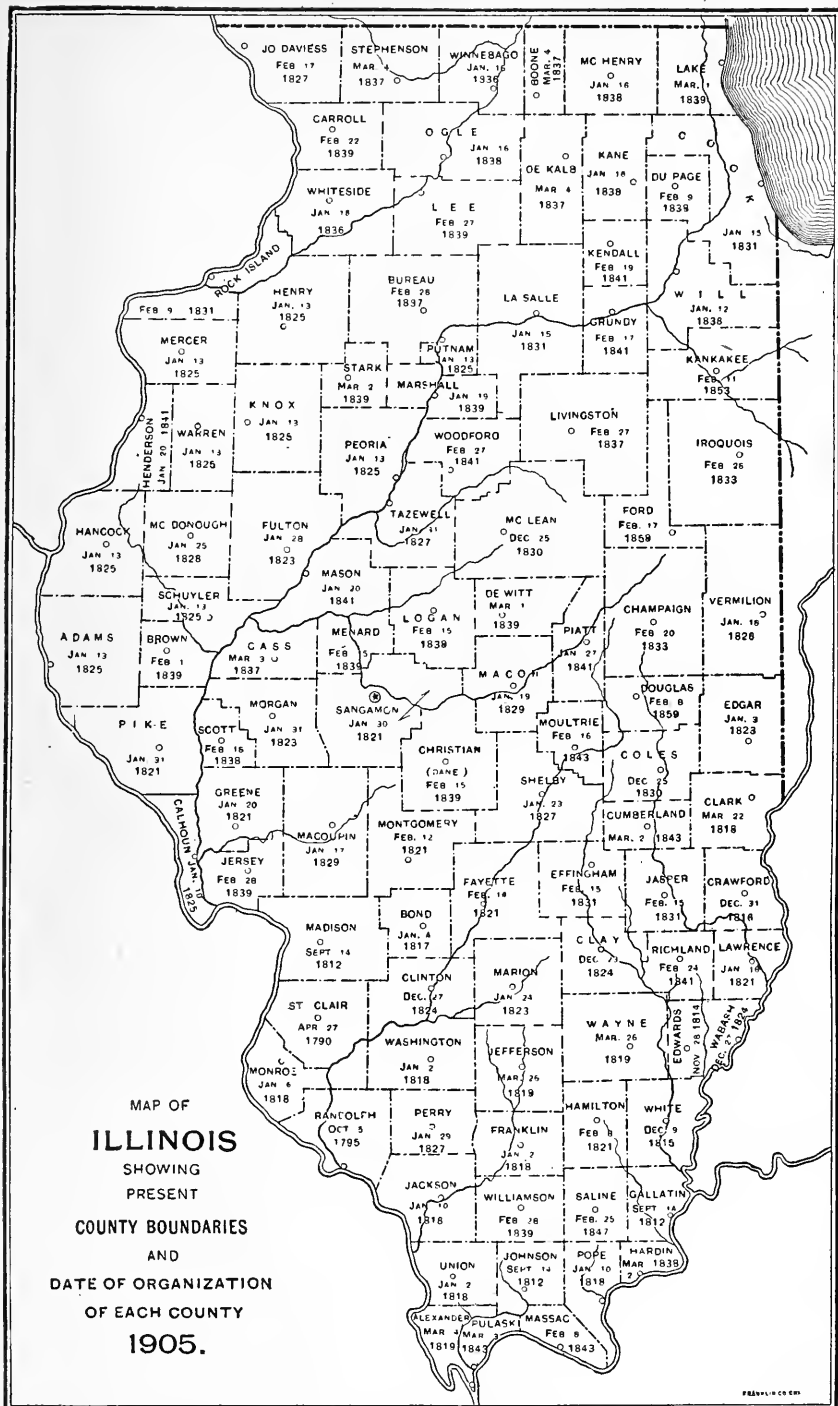 JO DAVIESS
FEB 17
1827
STEPHENSON
MAR. 4
1837
WINNEBAGO
JAN. 16
1836
BOONE
MAR. 4
1837
MC HENRY
JAN 16
1838
LAKE
MAR. 1
1839
CARROLL
FEB 22
1839
OGLE
JAN 16
1838
DE KALB
MAR 4
1837
KANE
JAN 16
1838
COOK
JAN 15
1831
DU PAGE
FEB 9
1839
WHITESIDE
JAN 16
1836
LEE
FEB 27
1839
KENDALL
FEB 19
1841
ROCK ISLAND
FEB 9 1831
HENRY
JAN. 13
1825
BUREAU
FEB 28
1837
LA SALLE
JAN 15
1831
GRUNDY
FEB 17
1841
WILL
JAN. 12
1836
MERCER
JAN 13
1825
STARK
MAR 2
1839
PUTNAM
JAN 13
1825
MARSHALL
JAN 19
1839
KANKAKEE
FEB 11
1853
HENDERSON
JAN 20 1841
WARREN
JAN 13
1825
KNOX
JAN 13
1825
PEORIA
JAN 13
1825
WOODFORD
FEB 27
1841
LIVINGSTON
FEB 27
1837
IROQUOIS
FEB 26
1833
HANCOCK
JAN 13
1825
MC DONOUGH
JAN 25
1826
FULTON
JAN 28
1823
TAZEWELL
JAN 31
1827
MC LEAN
DEC 25
1830
FORD
FEB. 17
1859
SCHUYLER
JAN. 13
1825
MASON
JAN 20
1841
LOGAN
FEB 15
1839
DE WITT
MAR 1
1839
PIATT
JAN 27
1841
CHAMPAIGN
FEB 20
1833
VERMILION
JAN. 18
1826
ADAMS
JAN 13
1825
BROWN
FEB 1
1839
CASS
MAR 3
1837
MENARD
FEB 15
1839
MACON
JAN. 19
1829
PIKE
JAN 31
1821
SCOTT
FEB 16
1838
MORGAN
JAN 31
1823
SANGAMON
JAN 30
1821
CHRISTIAN
(DANE)
FEB 15
1839
MOULTRIE
FEB 16
1843
DOUGLAS
FEB 8
1859
EDGAR
JAN. 3
1823
COLES
DEC 25
1830
SHELBY
JAN. 23
1827
CALHOUN JAN. 10
1825
GREENE
JAN 20
1821
MACOUPIN
JAN 17
1829
MONTGOMERY
FEB. 12
1821
CUMBERLAND
MAR. 2 1843
CLARK
MAR 22
1818
JERSEY
FEB 28
1839
FAYETTE
FEB. 16
1821
EFFINGHAM
FEB. 15
1831
JASPER
FEB. 15
1831
CRAWFORD
DEC. 31
1816
MADISON
SEPT 14
1812
BOND
JAN. 4
1817
CLAY
DEC 23
1824
RICHLAND
FEB 24
1841
LAWRENCE
JAN 16
1821
ST CLAIR
APR 27
1790
CLINTON
DEC. 27
1824
MARION
JAN 24
1823
WAYNE
MAR. 26
1819
EDWARDS
NOV 28 1814
WABASH
DEC. 27 1824
MONROE
JAN 6
1818
WASHINGTON
JAN 2
1818
JEFFERSON
MAR. 26
1819
RANDOLPH
OCT 5
1795
PERRY
JAN 29
1827
FRANKLIN
JAN 2
1818
HAMILTON
FEB 8
1821
WHITE
DEC 9
1815
JACKSON
JAN 10
1816
WILLIAMSON
FEB 28
1839
SALINE
FEB. 25
1847
GALLATIN
SEPT 14
1812
UNION
JAN 2
1818
JOHNSON
SEPT 14
1812
POPE
JAN 10
1818
HARDIN
MAR 2 1839
ALEXANDER
MAR 4
1819
PULASK
MAR 3
1843
MASSAC
FEB 8
1843
MAP OF
ILLINOIS
SHOWING
PRESENT
COUNTY BOUNDARIES
AND
DATE OF ORGANIZATION
OF EACH COUNTY
1905.